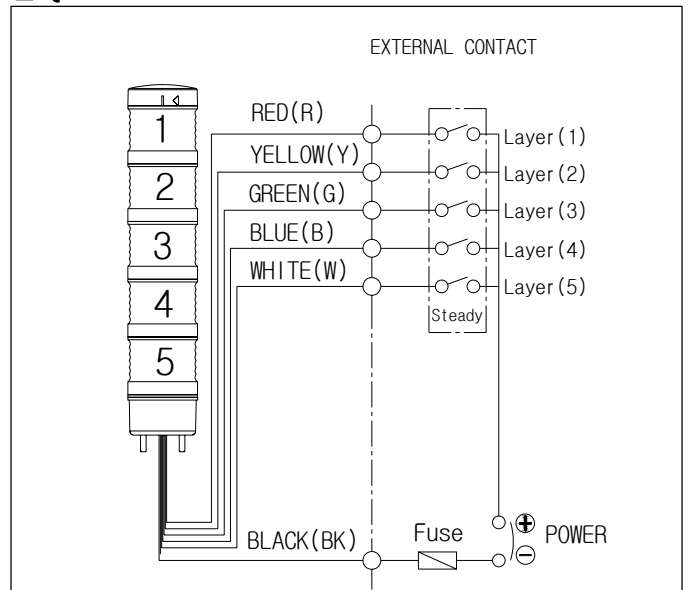 EXTERNAL CONTACT
1
2
3
4
5
RED(R)
YELLOW(Y)
GREEN(G)
BLUE(B)
WHITE(W)
Layer(1)
Layer(2)
Layer(3)
Layer(4)
Layer(5)
Steady
BLACK(BK)
Fuse
+
POWER
-